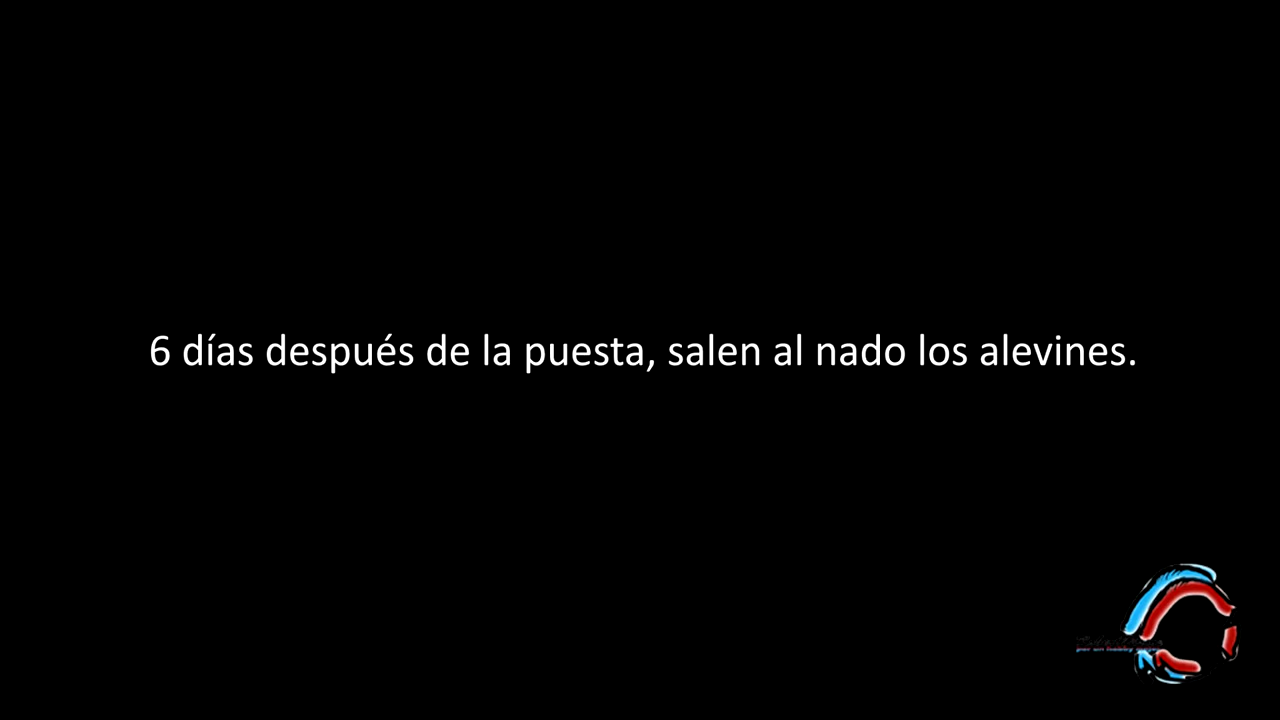 6 días después de la puesta, salen al nado los alevines.